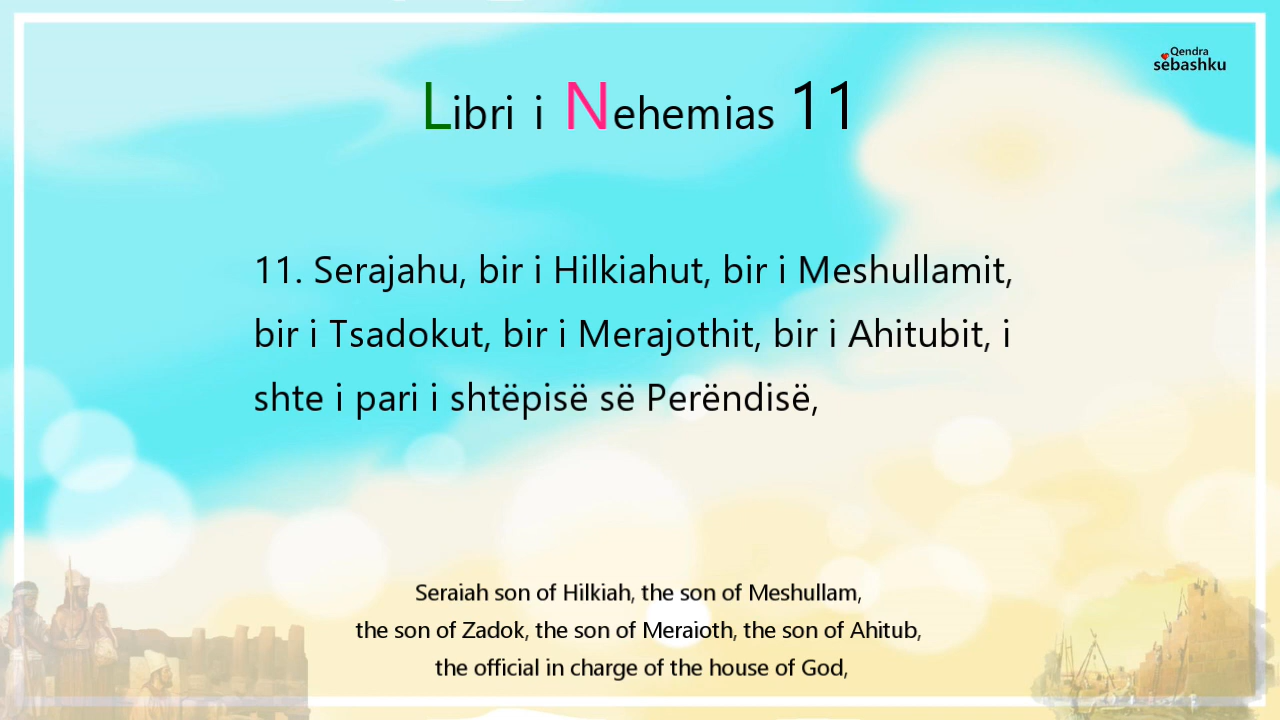 Qendra
sëbashku
Libri i Nehemias 11
11. Serajahu, bir i Hilkiahut, bir i Meshullamit,
bir i Tsadokut, bir i Merajothit, bir i Ahitubit, i
shte i pari i shtëpisë së Perëndisë,
Seraiah son of Hilkiah, the son of Meshullam,
the son of Zadok, the son of Meraioth, the son of Ahitub,
the official in charge of the house of God,